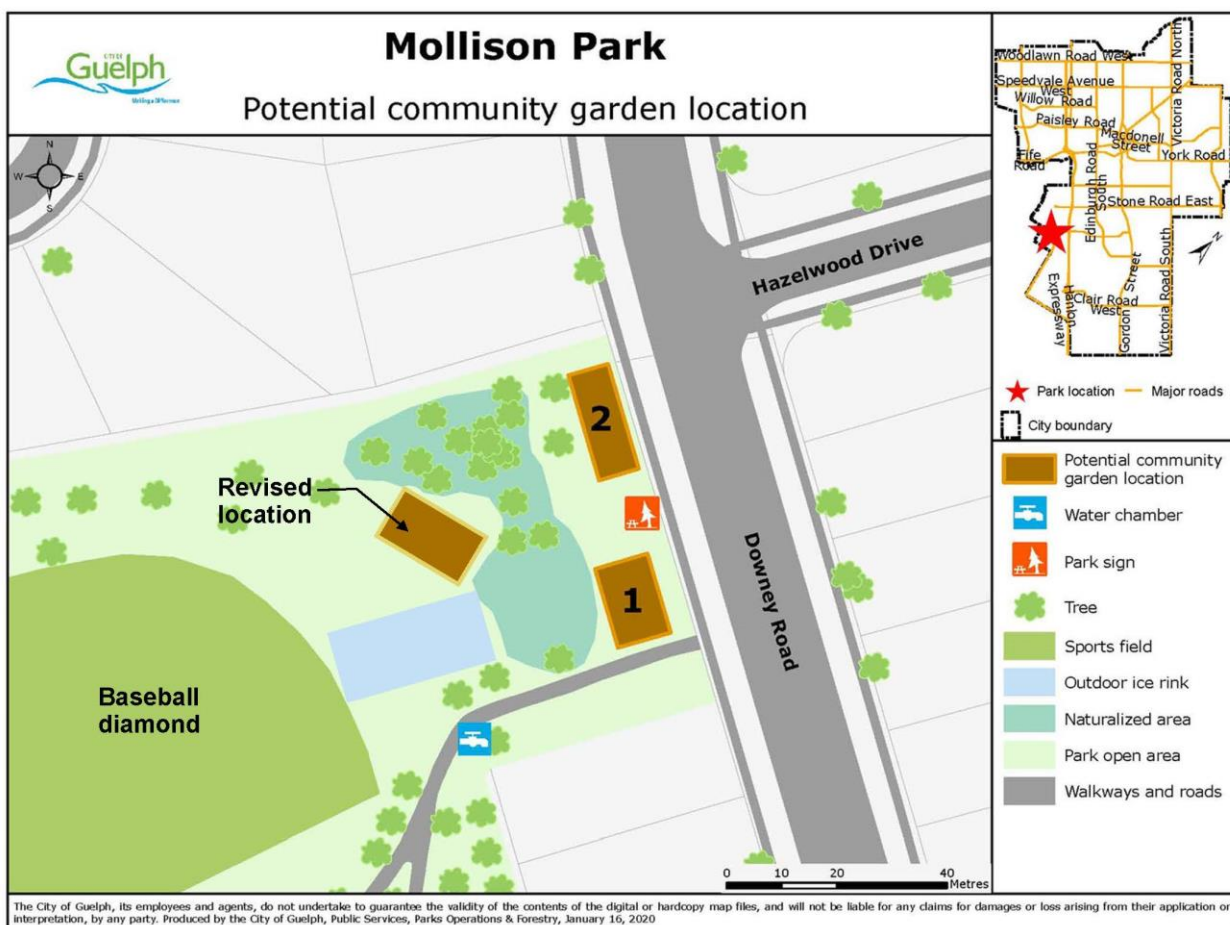 CITY OF
Guelph
Making a Difference
Mollison Park
Potential community garden location
N
W
E
S
Hazelwood Drive
Downey Road
2
1
Revised
location
Baseball
diamond
0
10
20
40
Metres
Woodlawn Road West
Speedvale Avenue
West
Willow Road
Paisley Road
Macdonell
Street
York Road
Fife
Road
Victoria Road North
Edinburgh Road
South
Stone Road East
Hanlon
Expressway
Clair Road
West
Gordon
Street
Victoria Road South
N
Park location
Major roads
City boundary
Potential community
garden location
Water chamber
Park sign
Tree
Sports field
Outdoor ice rink
Naturalized area
Park open area
Walkways and roads
The City of Guelph, its employees and agents, do not undertake to guarantee the validity of the contents of the digital or hardcopy map files, and will not be liable for any claims for damages or loss arising from their application or
interpretation, by any party. Produced by the City of Guelph, Public Services, Parks Operations & Forestry, January 16, 2020